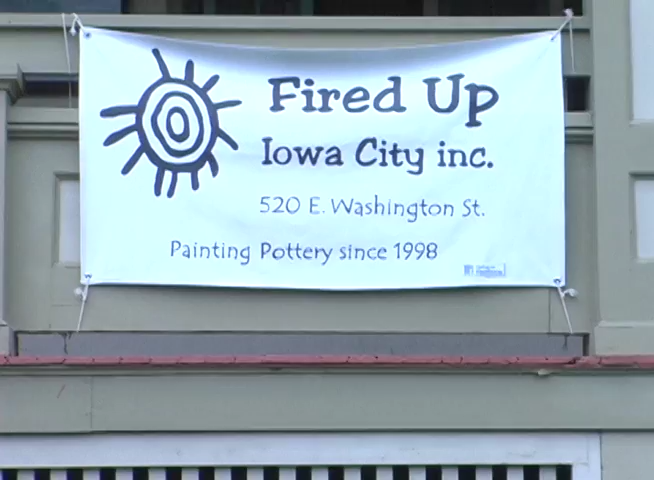 Fired Up
Iowa City inc.
520 E. Washington St.
Painting Pottery since 1998